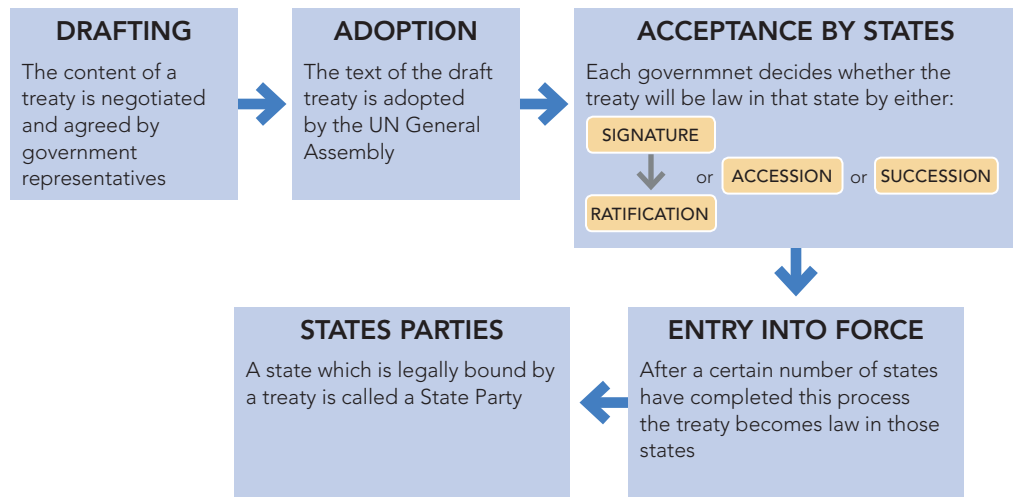 DRAFTING
The content of a
treaty is negotiated
and agreed by
government
representatives
ADOPTION
The text of the draft
treaty is adopted
by the UN General
Assembly
ACCEPTANCE BY STATES
Each governmnet decides whether the
treaty will be law in that state by either:
SIGNATURE
or ACCESSION or SUCCESSION
RATIFICATION
ENTRY INTO FORCE
After a certain number of states
have completed this process
the treaty becomes law in those
states
STATES PARTIES
A state which is legally bound by
a treaty is called a State Party